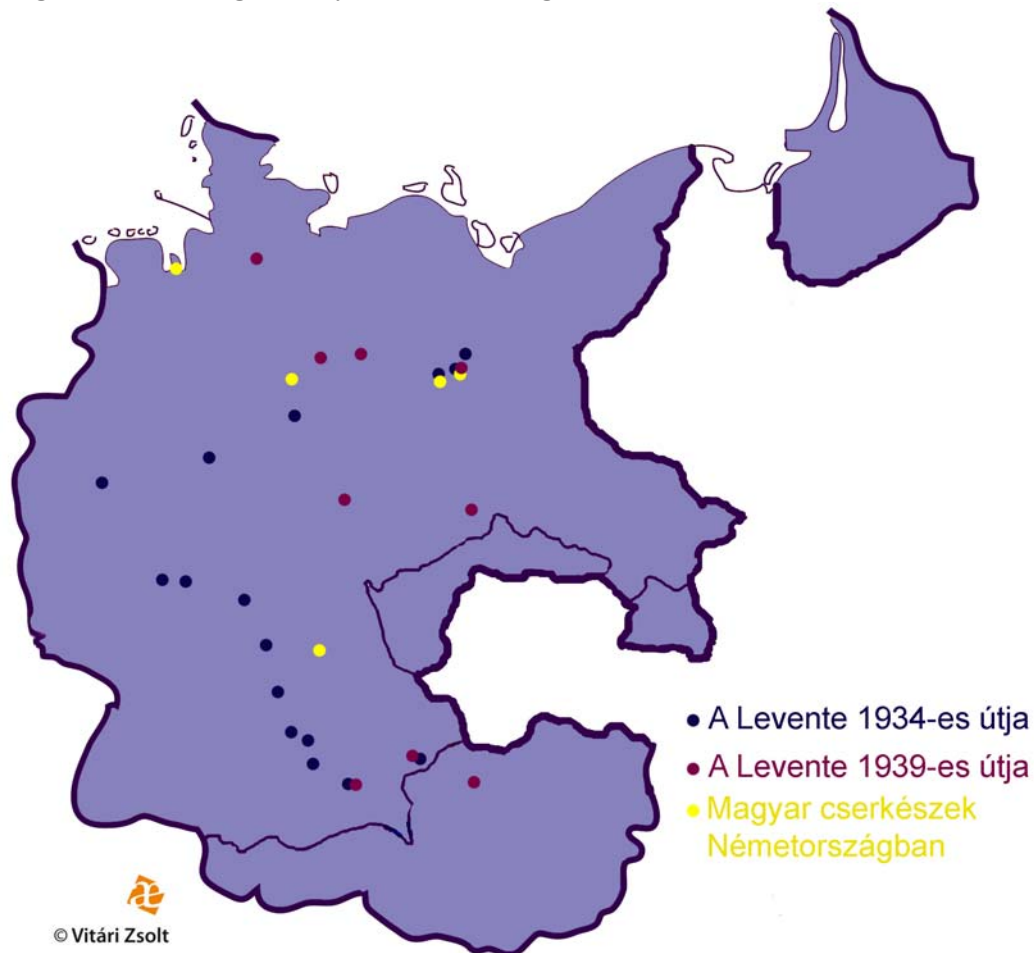 • A Levente 1934-es útja
• A Levente 1939-es útja
• Magyar cserkészek
Németországban
æ
© Vitári Zsolt